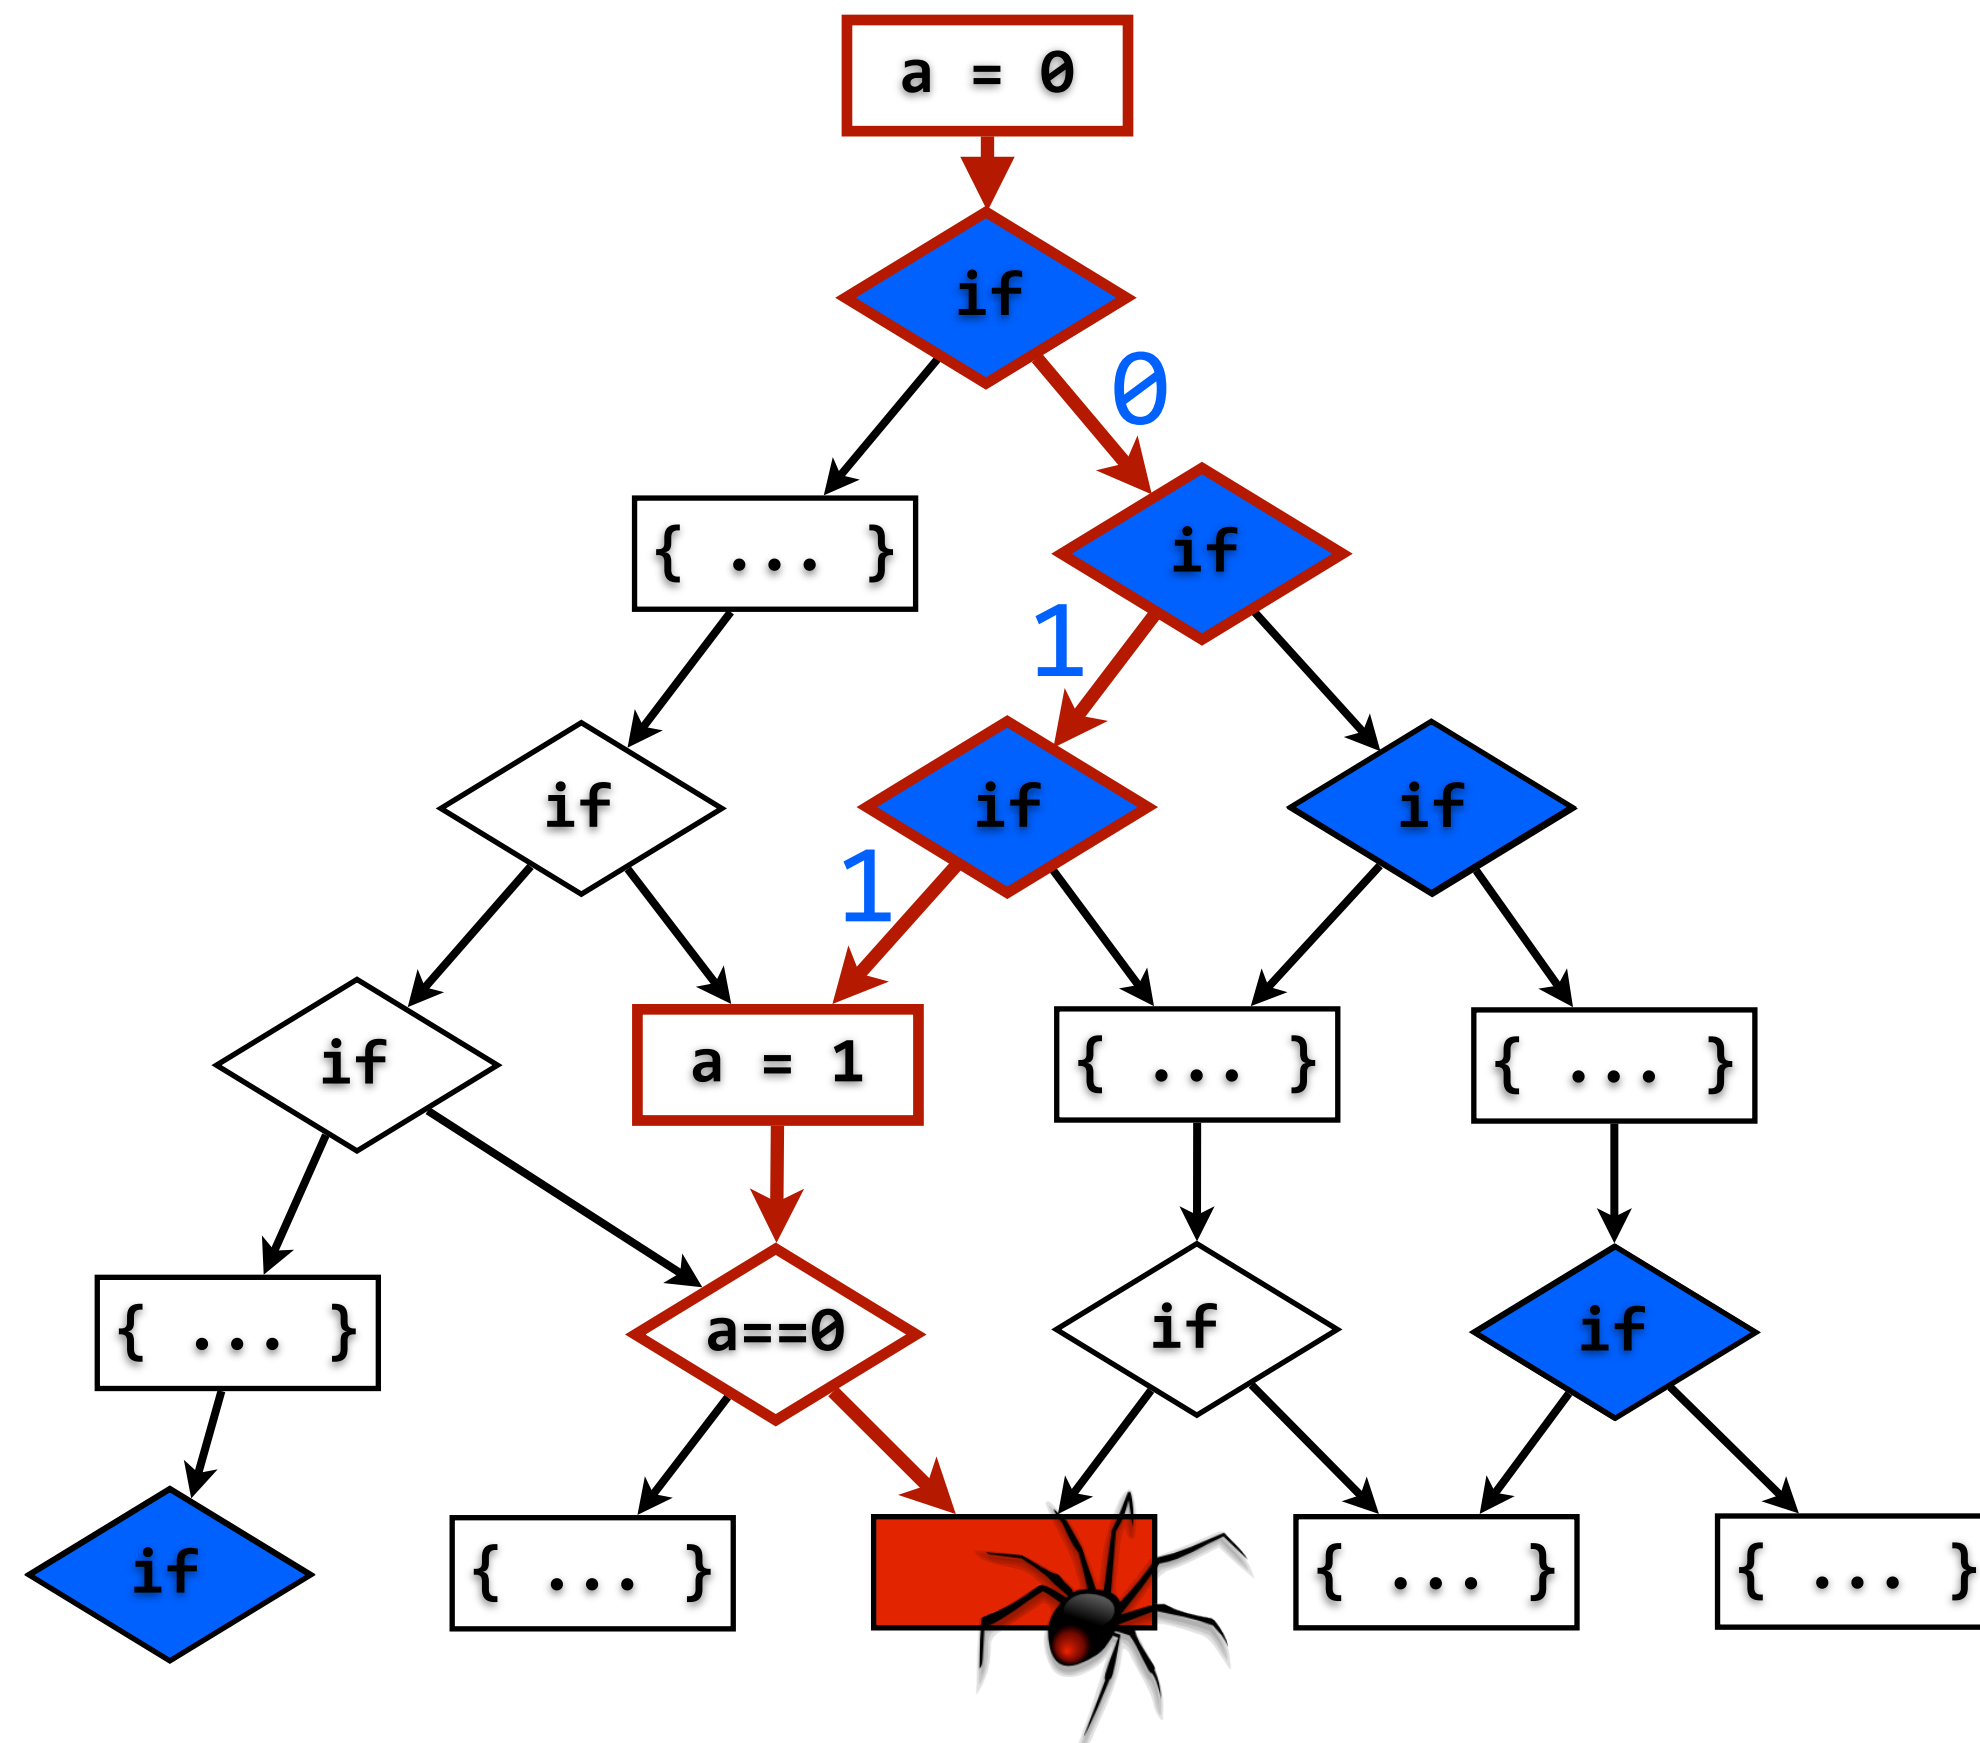 a = 0
if
0
{ ... }
if
1
if
if
if
1
if
a = 1
{ ... }
{ ... }
{ ... }
a==0
if
if
if
{ ... }
{ ... }
{ ... }